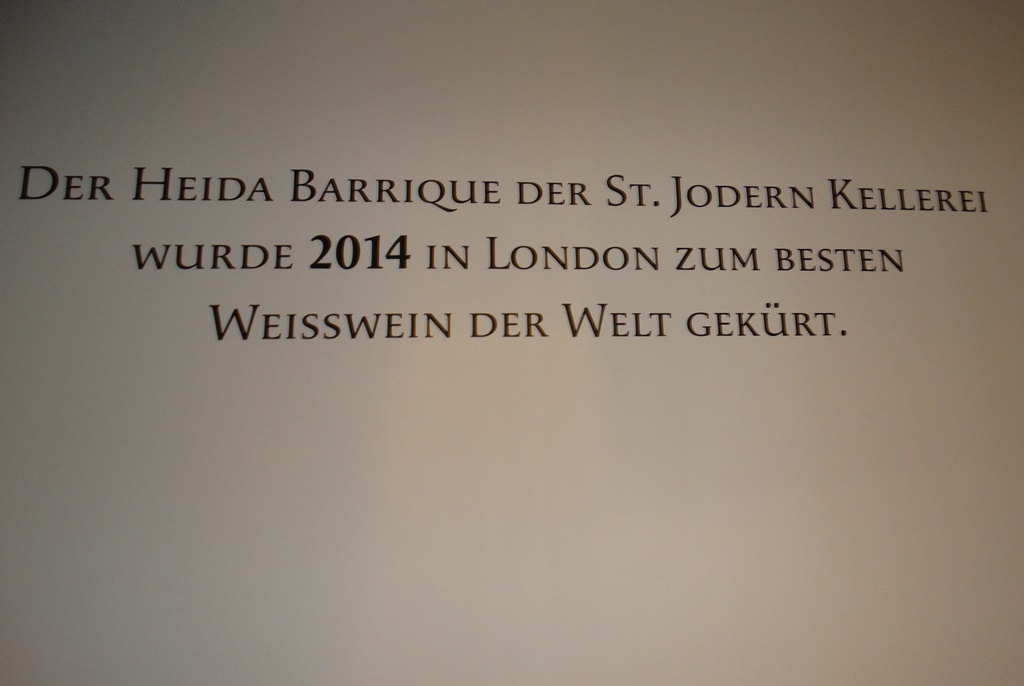 Der Heida Barrique der St. Jodern Kellerei
wurde 2014 in London zum besten
Weisswein der Welt gekürt.